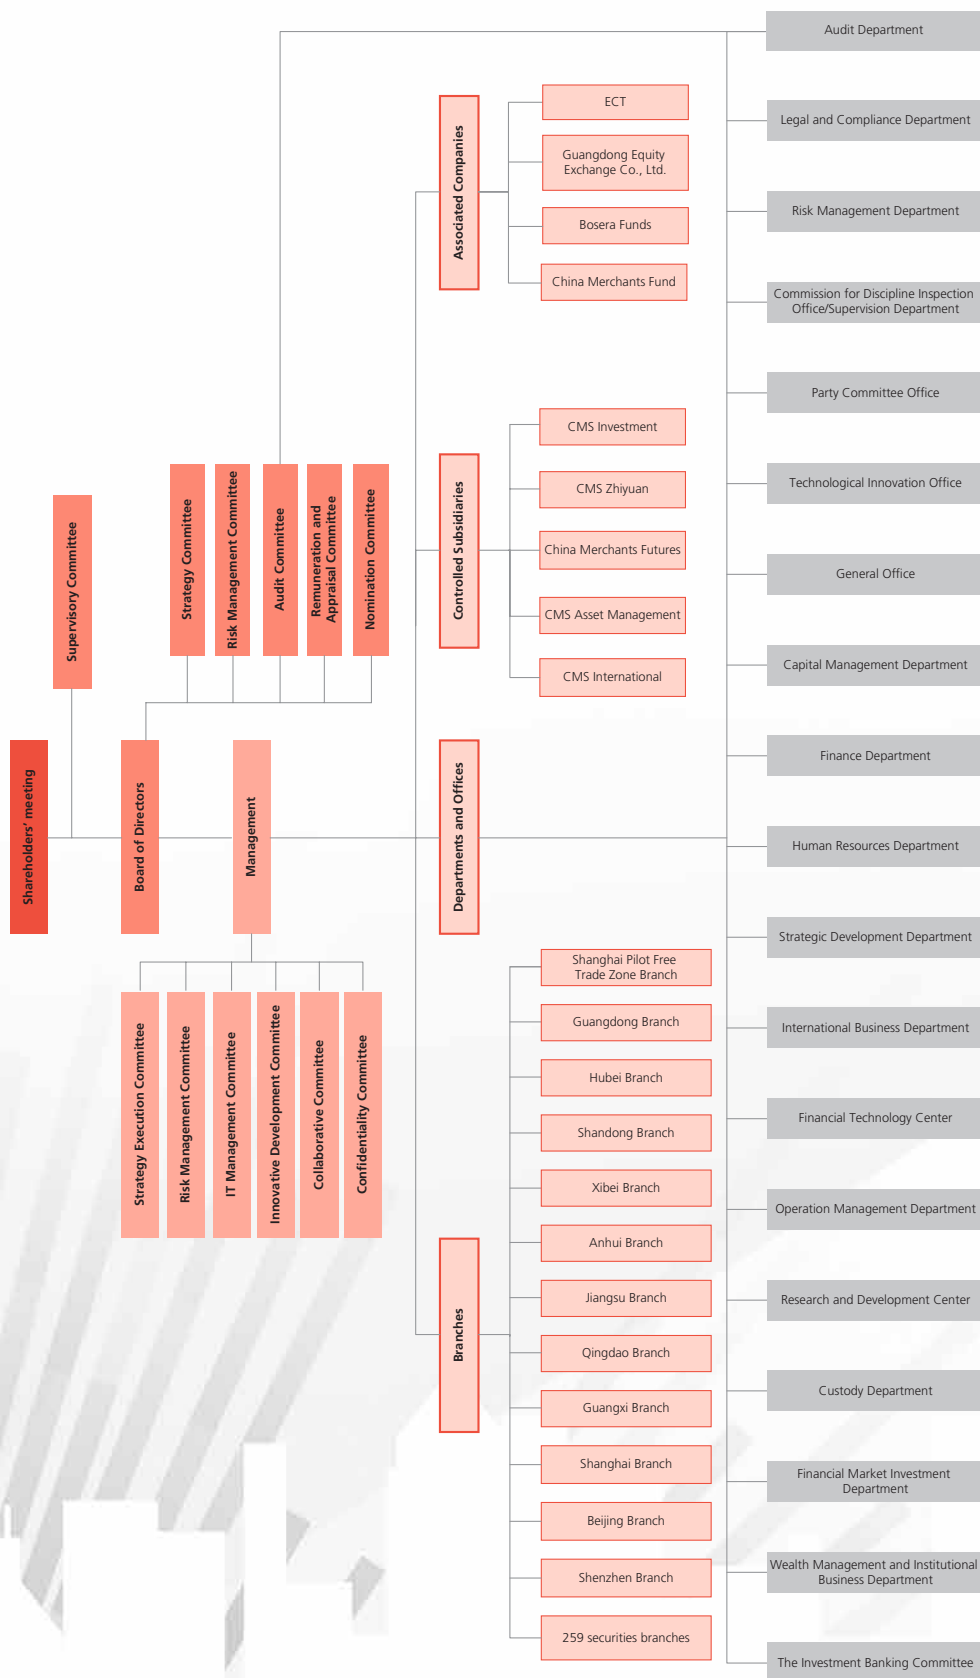 Shareholders’ meeting
Supervisory Committee
Board of Directors
Strategy Committee
Risk Management Committee
Audit Committee
Remuneration and
Appraisal Committee
Nomination Committee
Management
Strategy Execution Committee
Risk Management Committee
IT Management Committee
Innovative Development Committee
Collaborative Committee
Confidentiality Committee
Associated Companies
ECT
Guangdong Equity
Exchange Co., Ltd.
Bosera Funds
China Merchants Fund
Controlled Subsidiaries
CMS Investment
CMS Zhiyuan
China Merchants Futures
CMS Asset Management
CMS International
Departments and Offices
Branches
Shanghai Pilot Free
Trade Zone Branch
Guangdong Branch
Hubei Branch
Shandong Branch
Xibei Branch
Anhui Branch
Jiangsu Branch
Qingdao Branch
Guangxi Branch
Shanghai Branch
Beijing Branch
Shenzhen Branch
259 securities branches
Audit Department
Legal and Compliance Department
Risk Management Department
Commission for Discipline Inspection
Office/Supervision Department
Party Committee Office
Technological Innovation Office
General Office
Capital Management Department
Finance Department
Human Resources Department
Strategic Development Department
International Business Department
Financial Technology Center
Operation Management Department
Research and Development Center
Custody Department
Financial Market Investment
Department
Wealth Management and Institutional
Business Department
The Investment Banking Committee